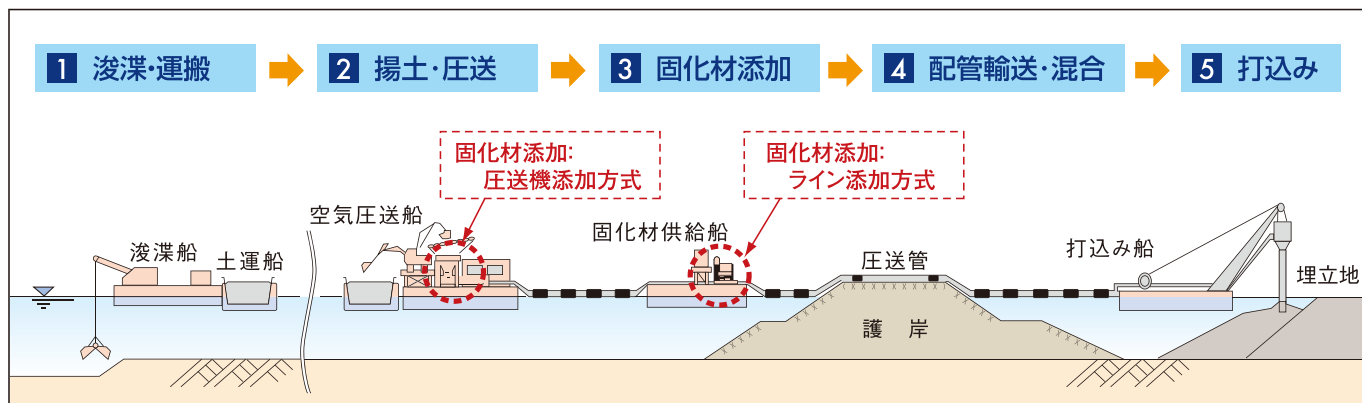 1 浚渫・運搬
2 揚土・圧送
3 固化材添加
4 配管輸送・混合
5 打込み
固化材添加:
圧送機添加方式
固化材添加:
ライン添加方式
空気圧送船
浚渫船
土運船
固化材供給船
圧送管
打込み船
埋立地
護岸